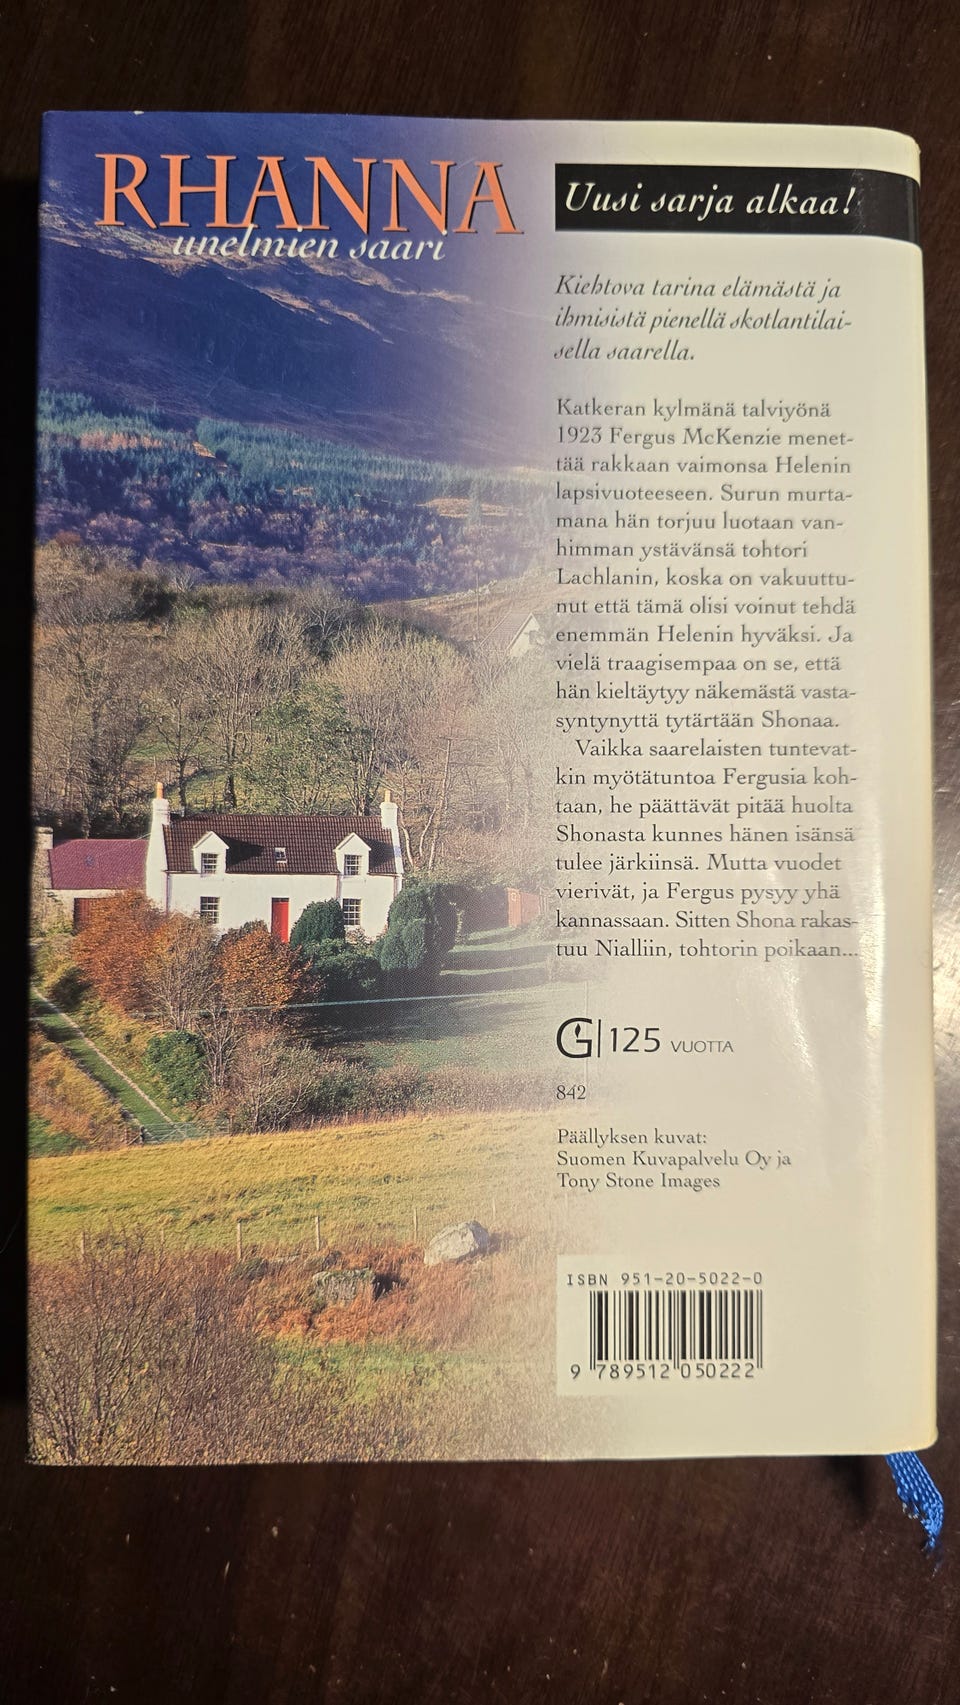 RHANNA
unelmien saari
Uusi sarja alkaa!
Kiehtova tarina elämästä ja
ihmisistä pienellä skotlantilai-
sella saarella.
Katkeran kylmänä talviyönä
1923 Fergus McKenzie menet-
tää rakkaan vaimonsa Helenin
lapsivuoteeseen. Surun murta-
mana hän torjuu luotaan van-
himman ystävänsä tohtori
Lachlanin, koska on vakuuttu-
nut että tämä olisi voinut tehdä
enemmän Helenin hyväksi. Ja
vielä traagisempaa on se, että
hän kieltäytyy näkemästä vasta-
syntynyttä tytärtään Shonaa.
Vaikka saarelaisten tuntevat-
kin myötätuntoa Fergusia koh-
taan, he päättävät pitää huolta
Shonasta kunnes hänen isänsä
tulee järkiinsä. Mutta vuodet
vierivät, ja Fergus pysyy yhä
kannassaan. Sitten Shona rakas-
tuu Nialliin, tohtorin poikaan...
G 125 VUOTTA
842
Päällyksen kuvat:
Suomen Kuvapalvelu Oy ja
Tony Stone Images
ISBN 951-20-5022-0
9 789512 050222